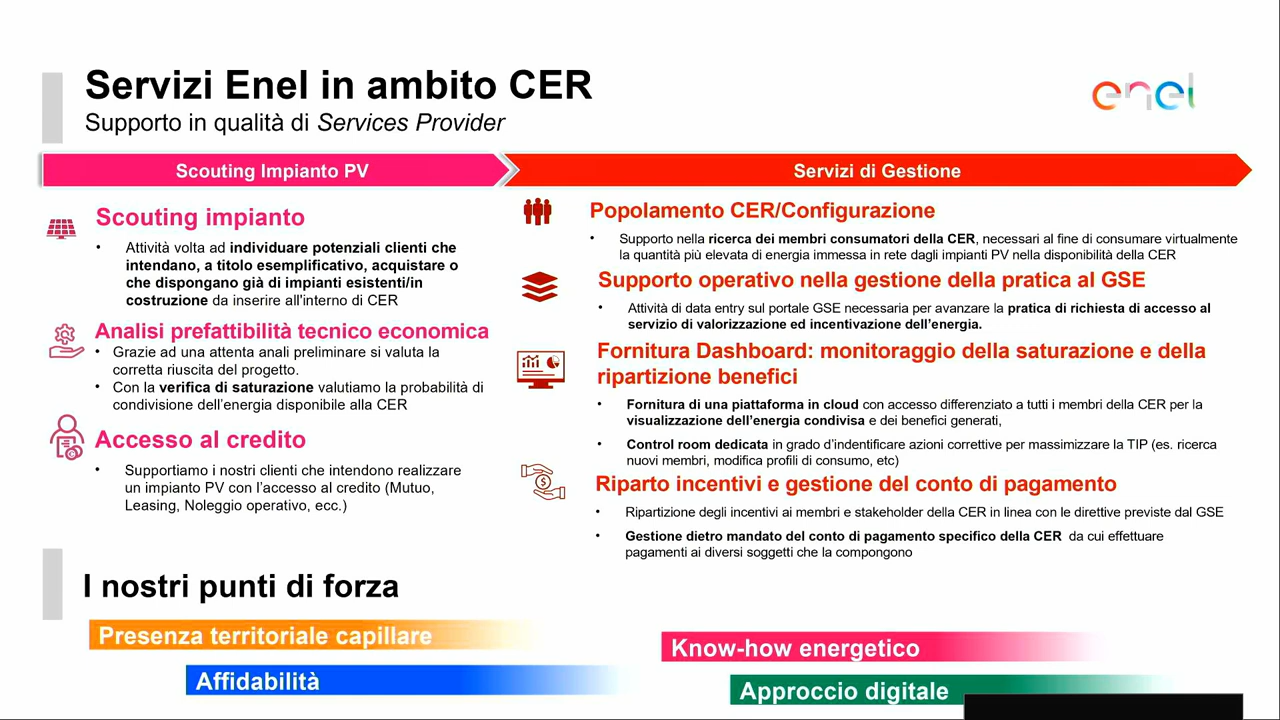 Servizi Enel in ambito CER
Supporto in qualità di Services Provider
enel
Scouting Impianto PV
Servizi di Gestione
Scouting impianto
• Attività volta ad individuare potenziali clienti che
intendano, a titolo esemplificativo, acquistare o
che dispongano già di impianti esistenti/in
costruzione da inserire all'interno di CER
Analisi prefattibilità tecnico economica
• Grazie ad una attenta anali preliminare si valuta la
corretta riuscita del progetto.
• Con la verifica di saturazione valutiamo la probabilità di
condivisione dell'energia disponibile alla CER
Accesso al credito
• Supportiamo i nostri clienti che intendono realizzare
un impianto PV con l'accesso al credito (Mutuo,
Leasing, Noleggio operativo, ecc.)
Popolamento CER/Configurazione
• Supporto nella ricerca dei membri consumatori della CER, necessari al fine di consumare virtualmente
la quantità più elevata di energia immessa in rete dagli impianti PV nella disponibilità della CER
Supporto operativo nella gestione della pratica al GSE
• Attività di data entry sul portale GSE necessaria per avanzare la pratica di richiesta di accesso al
servizio di valorizzazione ed incentivazione dell'energia.
Fornitura Dashboard: monitoraggio della saturazione e della
ripartizione benefici
• Fornitura di una piattaforma in cloud con accesso differenziato a tutti i membri della CER per la
visualizzazione dell'energia condivisa e dei benefici generati,
• Control room dedicata in grado d'indentificare azioni correttive per massimizzare la TIP (es. ricerca
nuovi membri, modifica profili di consumo, etc)
Riparto incentivi e gestione del conto di pagamento
• Ripartizione degli incentivi ai membri e stakeholder della CER in linea con le direttive previste dal GSE
• Gestione dietro mandato del conto di pagamento specifico della CER da cui effettuare
pagamenti ai diversi soggetti che la compongono
I nostri punti di forza
Presenza territoriale capillare
Affidabilità
Know-how energetico
Approccio digitale